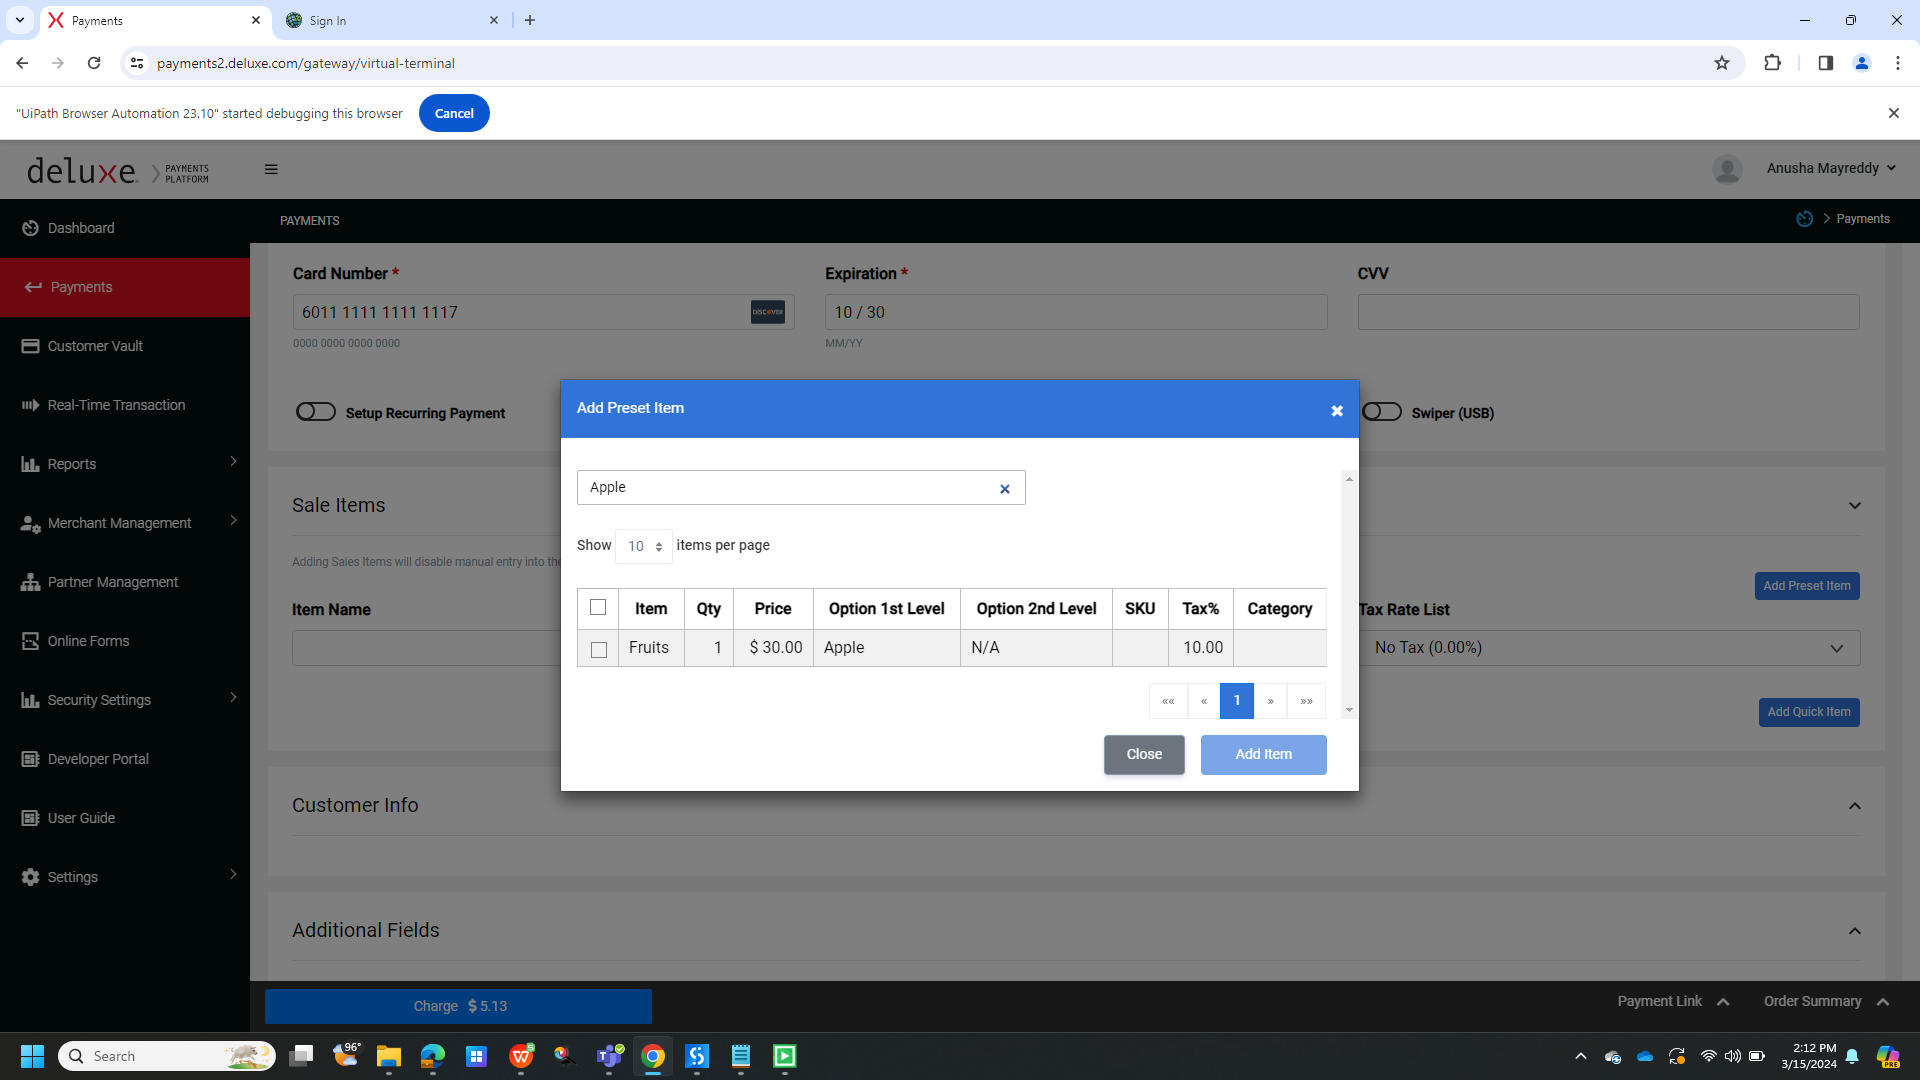 Payments
Sign In
payments2.deluxe.com/gateway/virtual-terminal
"UiPath Browser Automation 23.10" started debugging this browser
Cancel
deluxe. PAYMENTS PLATFORM
Anusha Mayreddy
Dashboard
PAYMENTS
Payments
Payments
Customer Vault
Real-Time Transaction
Reports
Merchant Management
Partner Management
Online Forms
Security Settings
Developer Portal
User Guide
Settings
Card Number *
Expiration *
CVV
6011 1111 1111 1117
DISCOVER
10 / 30
0000 0000 0000 0000
MM/YY
Setup Recurring Payment
Swiper (USB)
Sale Items
Adding Sales Items will disable manual entry into the
Add Preset Item
Item Name
Tax Rate List
No Tax (0.00%)
Add Quick Item
Add Preset Item
Apple
Show 10 items per page
Item Qty Price Option 1st Level Option 2nd Level SKU Tax% Category
Fruits 1 $ 30.00 Apple N/A 10.00
«« « 1 » »»
Close
Add Item
Customer Info
Additional Fields
Charge $ 5.13
Payment Link
Order Summary
Search
96°
2:12 PM
3/15/2024
PRE